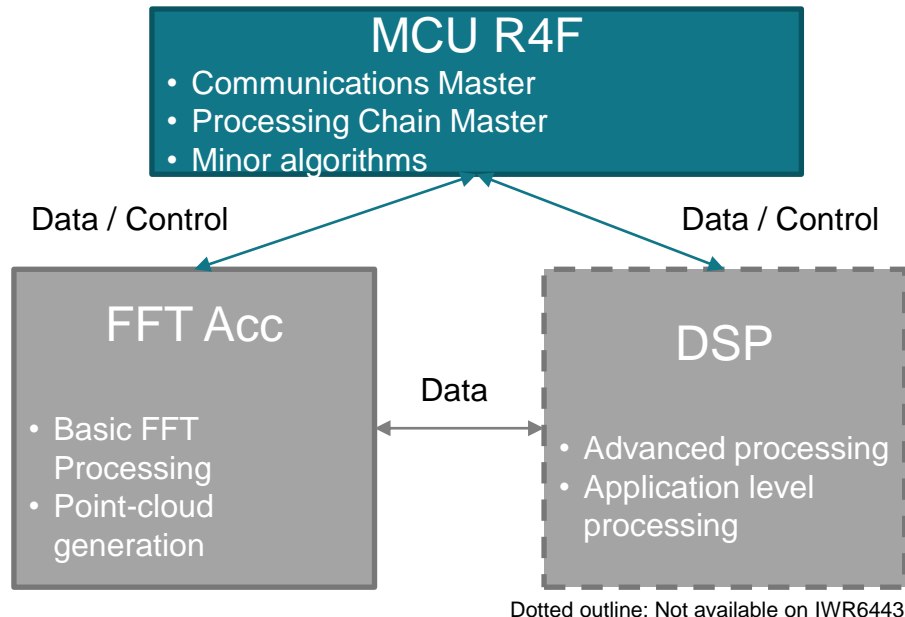 MCU R4F
• Communications Master
• Processing Chain Master
• Minor algorithms
Data / Control
Data / Control
FFT Acc
• Basic FFT
Processing
• Point-cloud
generation
Data
DSP
• Advanced processing
• Application level
processing
Dotted outline: Not available on IWR6443